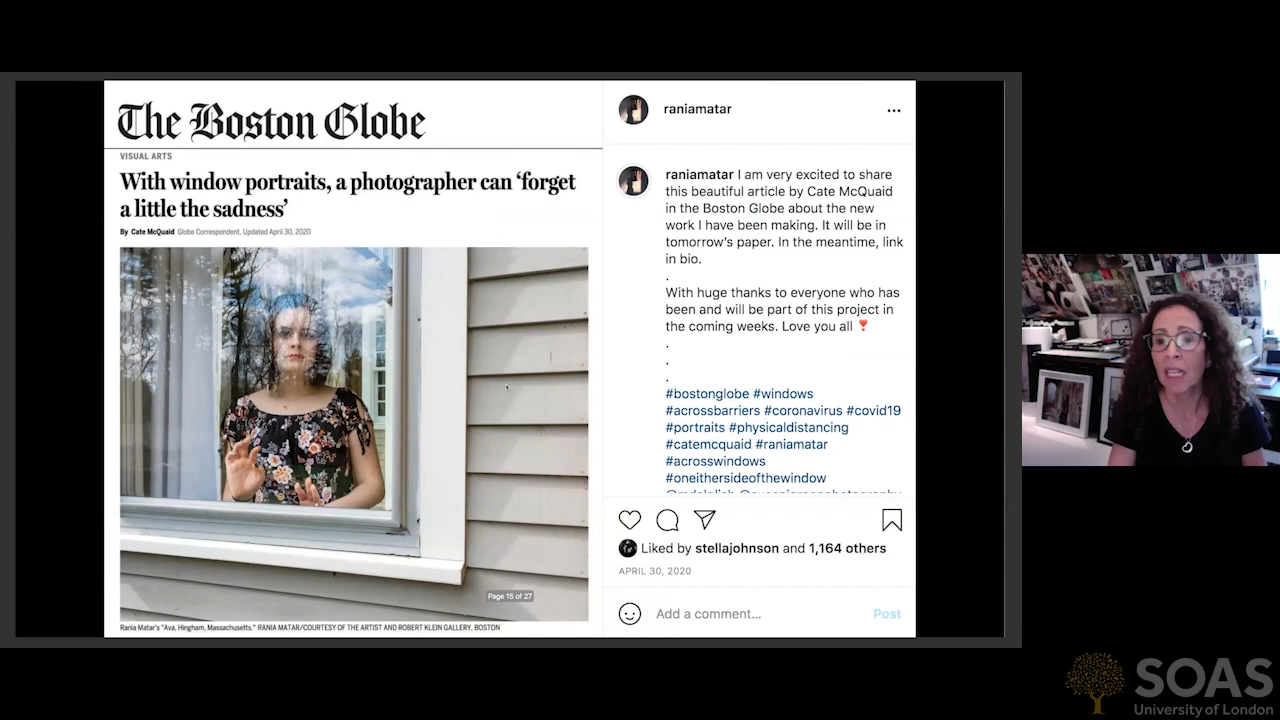 The Boston Globe
VISUAL ARTS
With window portraits, a photographer can ‘forget
a little the sadness’
By Cate McQuaid Globe Correspondent, Updated April 30, 2020
Page 15 of 27
Rania Matar's "Ava, Hingham, Massachusetts." RANIA MATAR/COURTESY OF THE ARTIST AND ROBERT KLEIN GALLERY, BOSTON
raniamatar
...
raniamatar I am very excited to share
this beautiful article by Cate McQuaid
in the Boston Globe about the new
work I have been making. It will be in
tomorrow's paper. In the meantime, link
in bio.
.
With huge thanks to everyone who has
been and will be part of this project in
the coming weeks. Love you all ❣️
.
.
.
#bostonglobe #windows
#acrossbarriers #coronavirus #covid19
#portraits #physicaldistancing
#catemcquaid #raniamatar
#acrosswindows
#oneithersideofthewindow
Liked by stellajohnson and 1,164 others
APRIL 30, 2020
Add a comment...
Post
SOAS
University of London